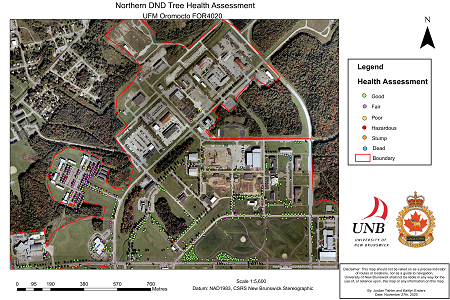 Northern DND Tree Health Assessment
UFM Oromocto FOR4020
N
Legend
Health Assessment
Good
Fair
Poor
Hazardous
Stump
Dead
Boundary
UNB
UNIVERSITY OF
NEW BRUNSWICK
0 95 190 380 570 760
Meters
Scale 1:5,600
Datum: NAD1983, CSRS New Brunswick Stereographic
Disclaimer: This map should not be relied on as a precise indicator
of routes or locations, nor as a guide to navigation.
University of New Brunswick shall not be liable in any way for the
use of, or reliance upon, this map or any information on this map.
By: Jordan and Kaitlyn
Date: November 27th, 2020